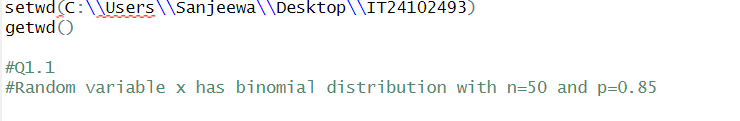 setwd(C:\\Users\\Sanjeewa\\Desktop\\IT24102493)
getwd()
#Q1.1
#Random variable x has binomial distribution with n=50 and p=0.85